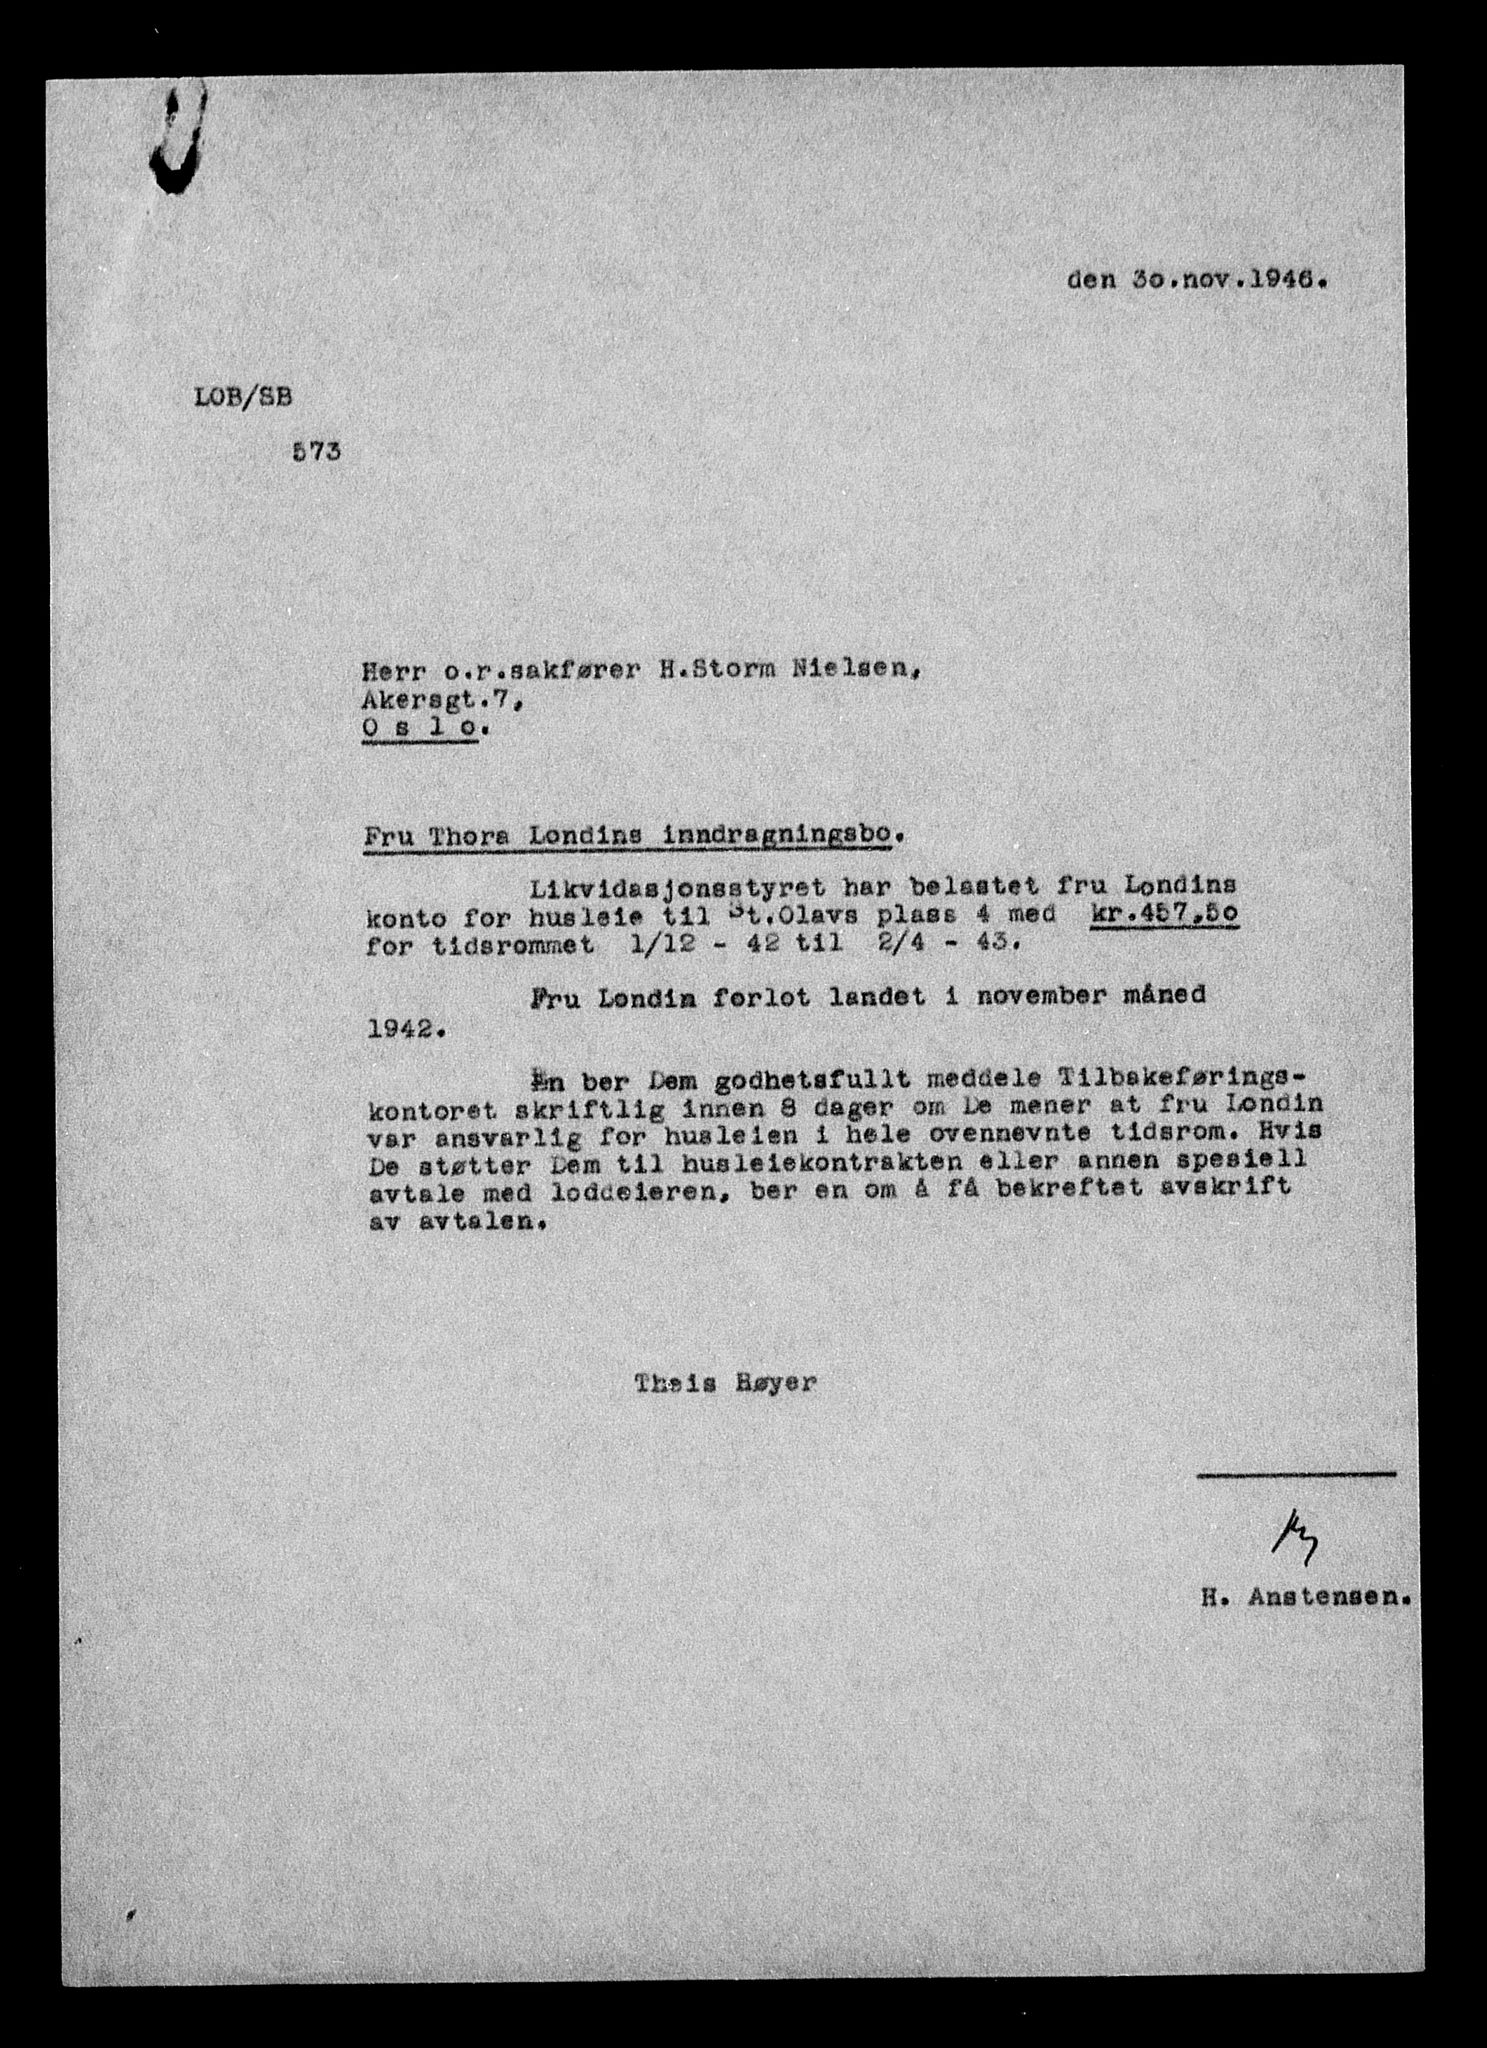 den 3o.nov.1946.
LOB/SB
573
Herr o.r.sakfører H.Storm Nielsen,
Akersgt.7,
O s l o.
Fru Thora Londins inndragningsbo.
Likvidasjonsstyret har belastet fru Londins
konto for husleie til St.Olavs plass 4 med kr.457,5o
for tidsrommet 1/12 - 42 til 2/4 - 43.
Fru Londin forlot landet i november måned
1942.
En ber Dem godhetsfullt meddele Tilbakeførings-
kontoret skriftlig innen 8 dager om De mener at fru Londin
var ansvarlig for husleien i hele ovennevnte tidsrom. Hvis
De støtter Dem til husleiekontrakten eller annen spesiell
avtale med loddeieren, ber en om å få bekreftet avskrift
av avtalen.
Theis Høyer
H. Anstensen.